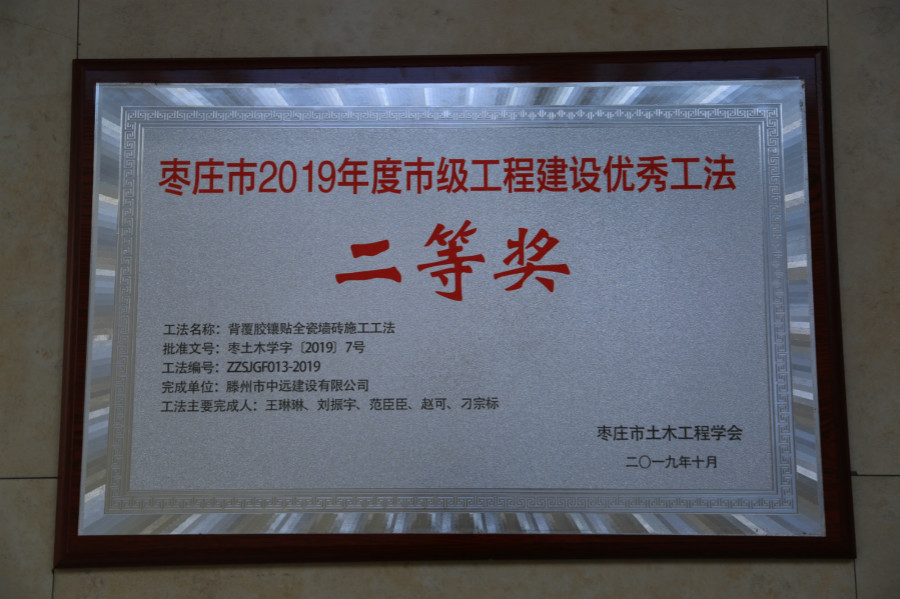 枣庄市2019年度市级工程建设优秀工法
二等奖
工法名称：背覆胶镶贴全瓷墙砖施工工法
批准文号：枣土木学字〔2019〕7号
工法编号：ZZSJGF013-2019
完成单位：滕州市中远建设有限公司
工法主要完成人：王琳琳、刘振宇、范臣臣、赵可、刁宗标
枣庄市土木工程学会
二〇一九年十月